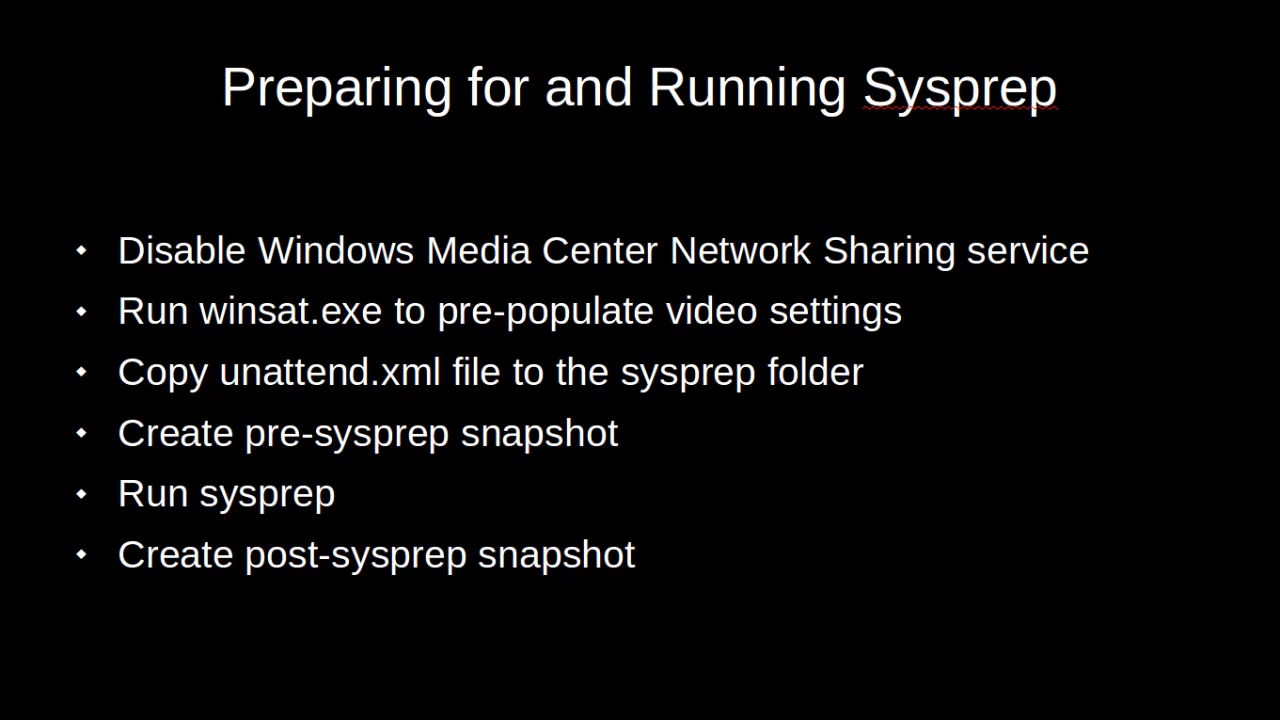 Preparing for and Running Sysprep
Disable Windows Media Center Network Sharing service
Run winsat.exe to pre-populate video settings
Copy unattend.xml file to the sysprep folder
Create pre-sysprep snapshot
Run sysprep
Create post-sysprep snapshot